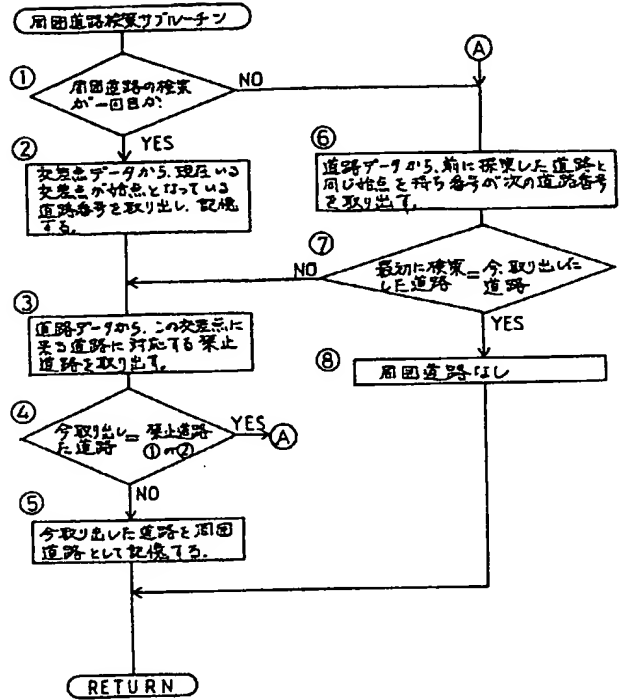 周囲道路検索サブルーチン
①
周囲道路の検索
が一回目か?
NO
YES
②
交差点データから、現在いる
交差点が始点となっている
道路番号を取り出し、記憶
する。
③
道路データから、この交差点に
来る道路に対応する禁止
道路を取り出す。
④
今取り出し
た道路
=
禁止道路
①か②
YES
Ⓐ
NO
⑤
今取り出した道路を周囲
道路として記憶する。
RETURN
Ⓐ
⑥
道路データから、前に探索した道路と
同じ始点を持ち番号が次の道路番号
を取り出す。
⑦
NO
最初に検索
した道路
=
今、取り出した
道路
YES
⑧
周囲道路なし